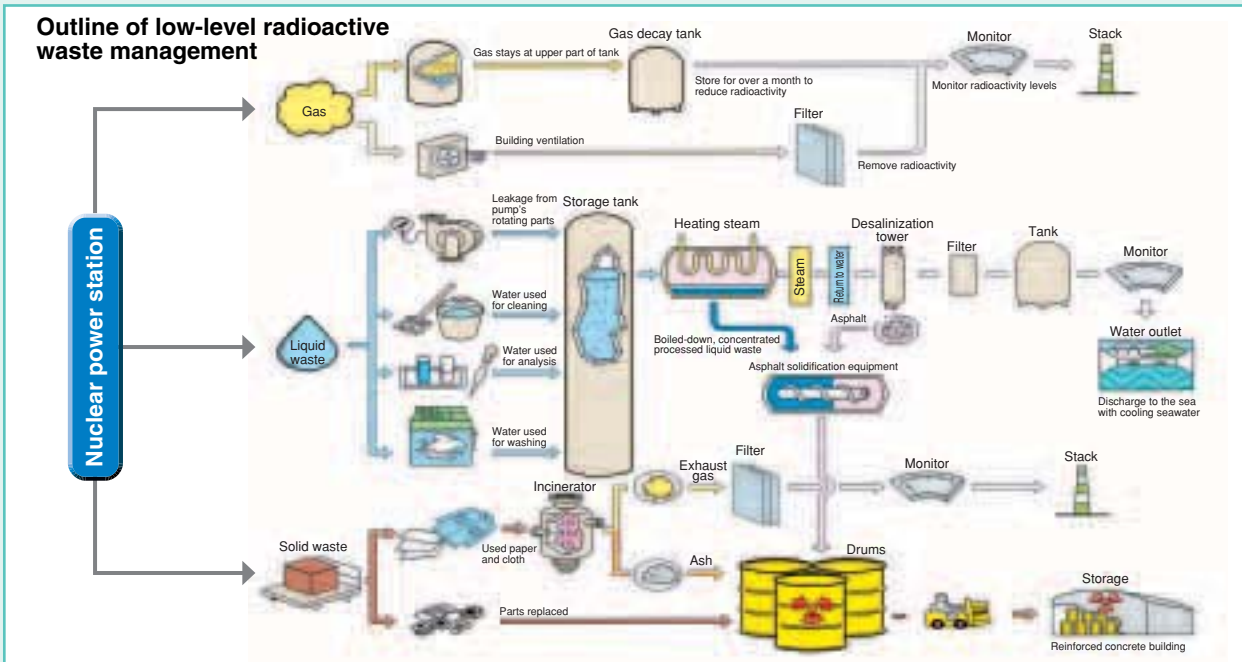 Outline of low-level radioactive
waste management
Nuclear power station
Gas
Gas stays at upper part of tank
Gas decay tank
Store for over a month to
reduce radioactivity
Monitor
Monitor radioactivity levels
Stack
Building ventilation
Filter
Remove radioactivity
Liquid
waste
Leakage from
pump's
rotating parts
Water used
for cleaning
Water used
for analysis
Water used
for washing
Storage tank
Heating steam
Steam
Return to water
Desalinization
tower
Filter
Tank
Monitor
Boiled-down, concentrated
processed liquid waste
Asphalt
Asphalt solidification equipment
Water outlet
Discharge to the sea
with cooling seawater
Solid waste
Used paper
and cloth
Incinerator
Exhaust
gas
Filter
Monitor
Stack
Ash
Parts replaced
Drums
Storage
Reinforced concrete building